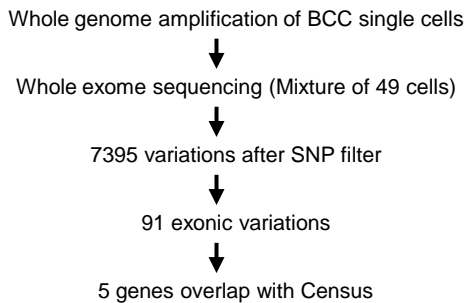 Whole genome amplification of BCC single cells
Whole exome sequencing (Mixture of 49 cells)
7395 variations after SNP filter
91 exonic variations
5 genes overlap with Census